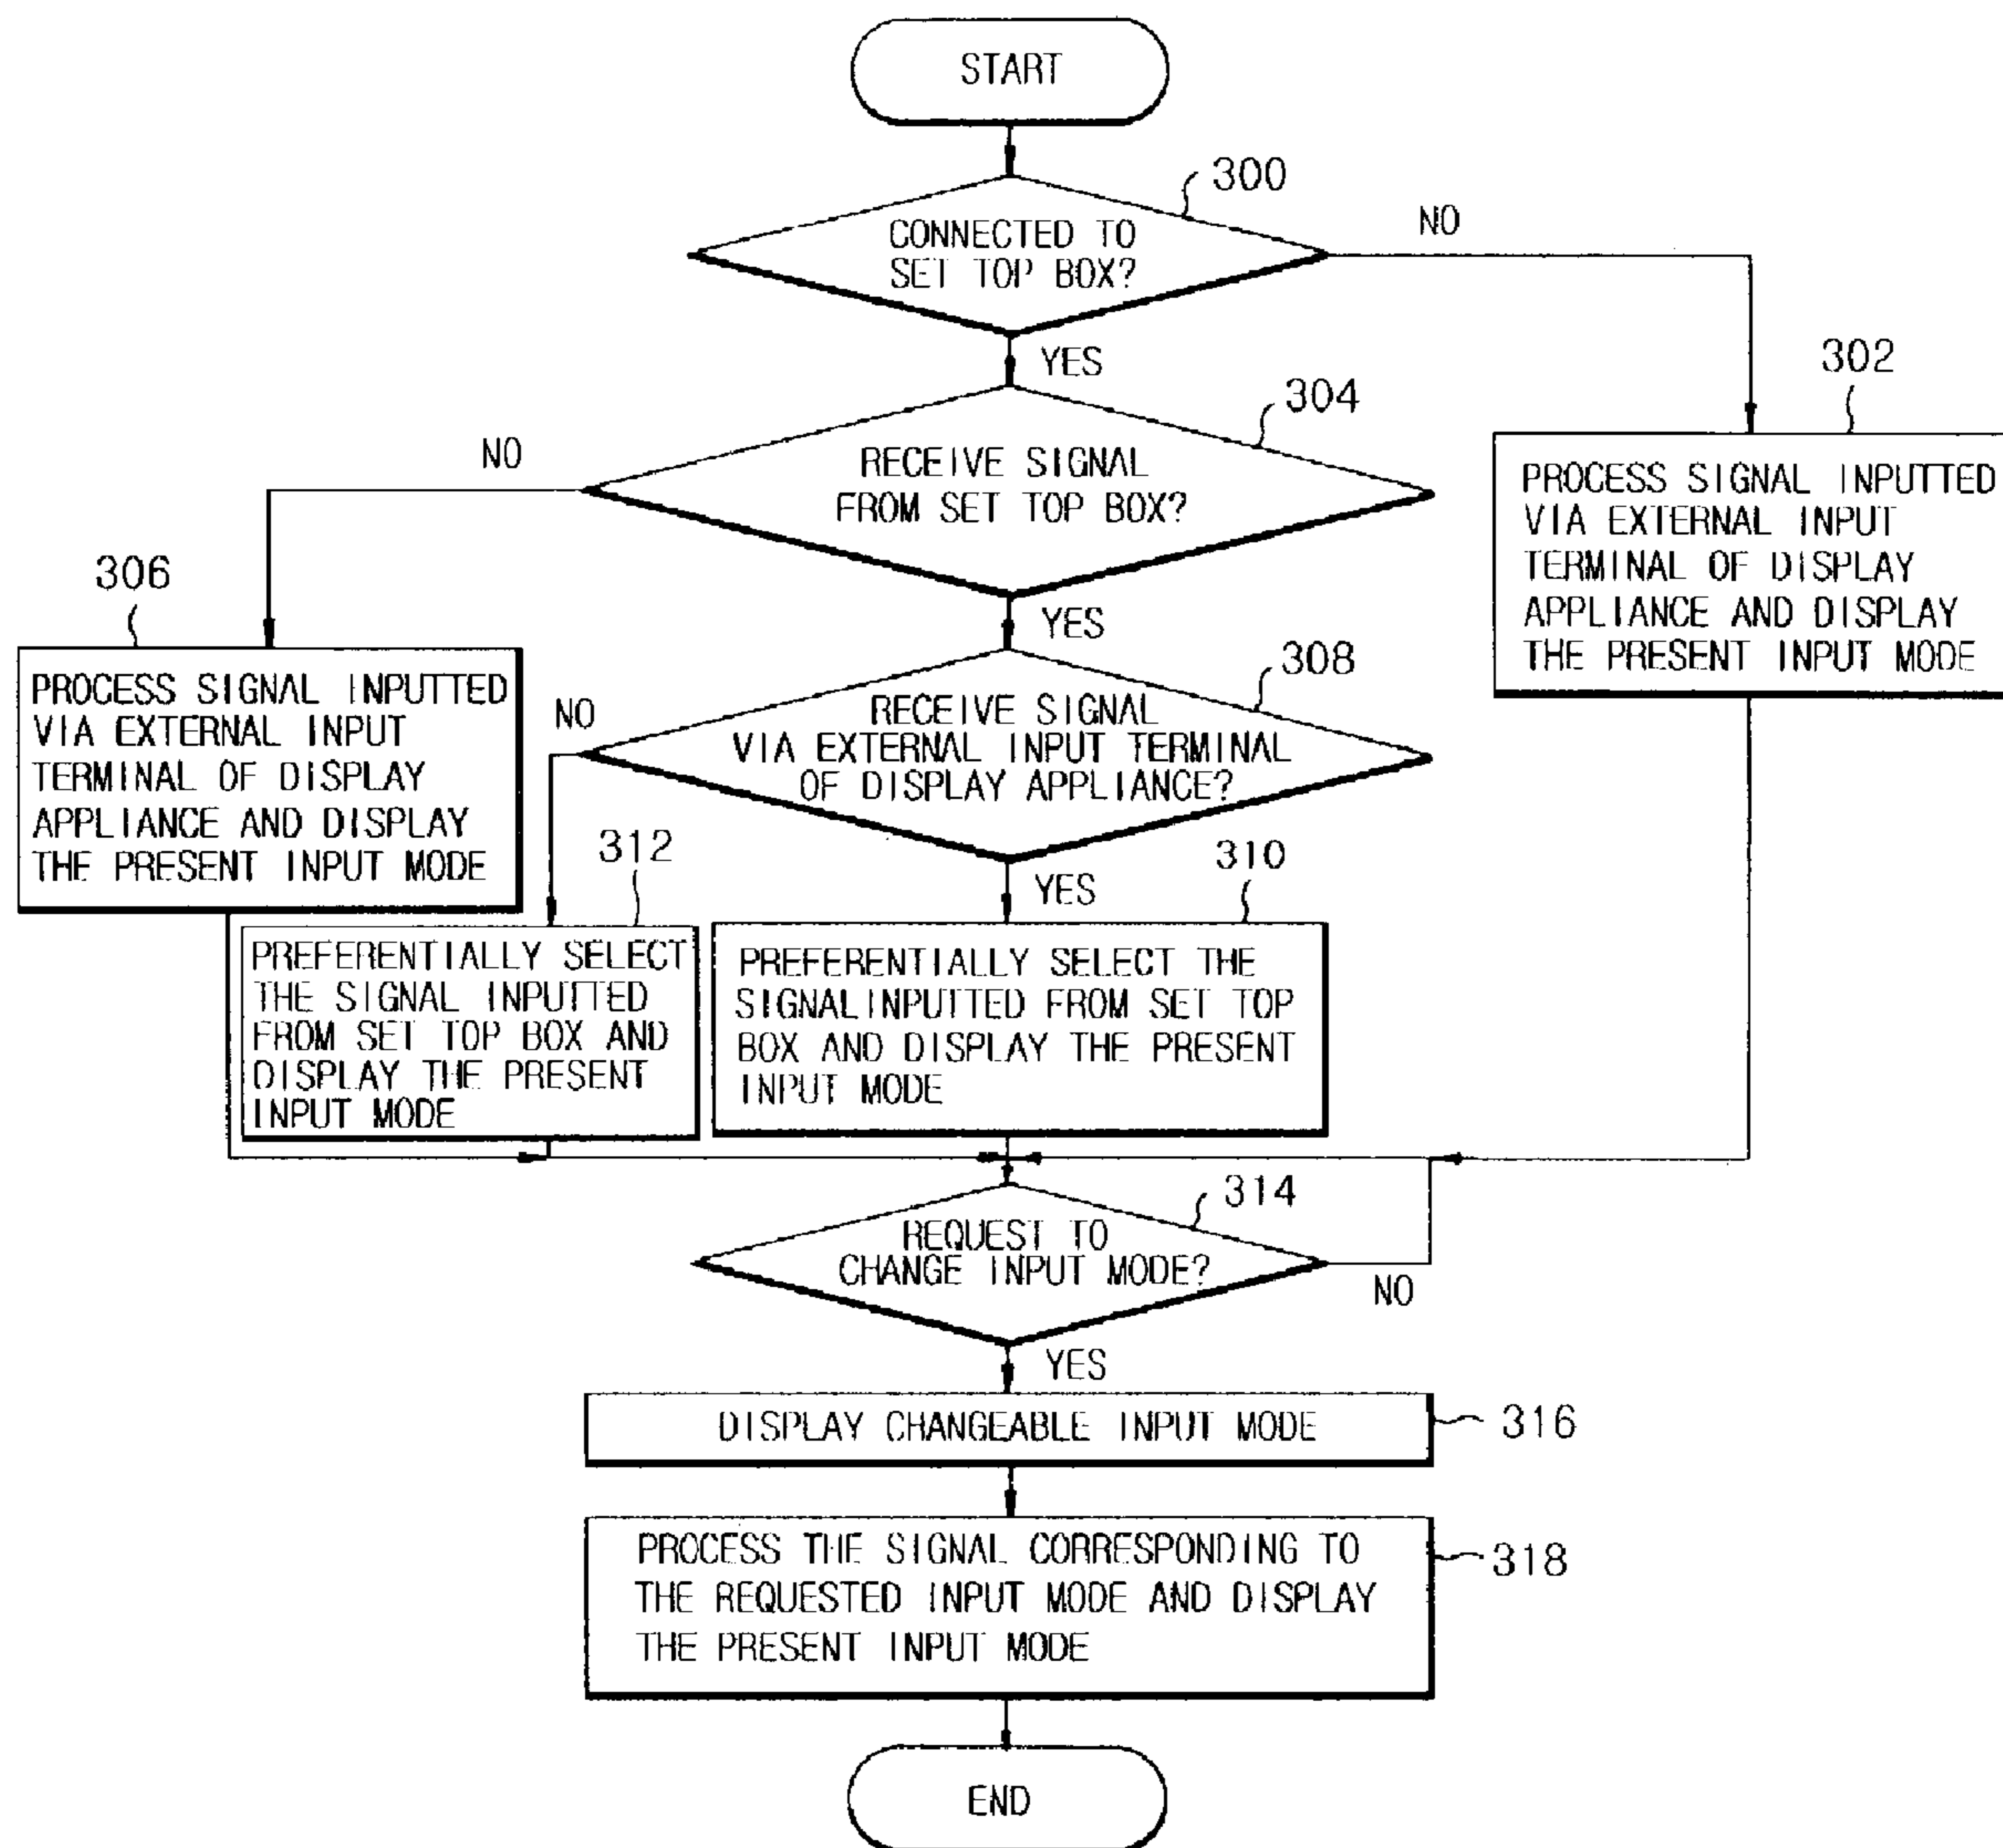 START
300
CONNECTED TO
SET TOP BOX?
NO
YES
302
PROCESS SIGNAL INPUTTED
VIA EXTERNAL INPUT
TERMINAL OF DISPLAY
APPLIANCE AND DISPLAY
THE PRESENT INPUT MODE
304
RECEIVE SIGNAL
FROM SET TOP BOX?
NO
YES
306
PROCESS SIGNAL INPUTTED
VIA EXTERNAL INPUT
TERMINAL OF DISPLAY
APPLIANCE AND DISPLAY
THE PRESENT INPUT MODE
308
RECEIVE SIGNAL
VIA EXTERNAL INPUT TERMINAL
OF DISPLAY APPLIANCE?
NO
YES
312
PREFERENTIALLY SELECT
THE SIGNAL INPUTTED
FROM SET TOP BOX AND
DISPLAY THE PRESENT
INPUT MODE
310
PREFERENTIALLY SELECT THE
SIGNALINPUTTED FROM SET TOP
BOX AND DISPLAY THE PRESENT
INPUT MODE
314
REQUEST TO
CHANGE INPUT MODE?
NO
YES
DISPLAY CHANGEABLE INPUT MODE
316
PROCESS THE SIGNAL CORRESPONDING TO
THE REQUESTED INPUT MODE AND DISPLAY
THE PRESENT INPUT MODE
318
END